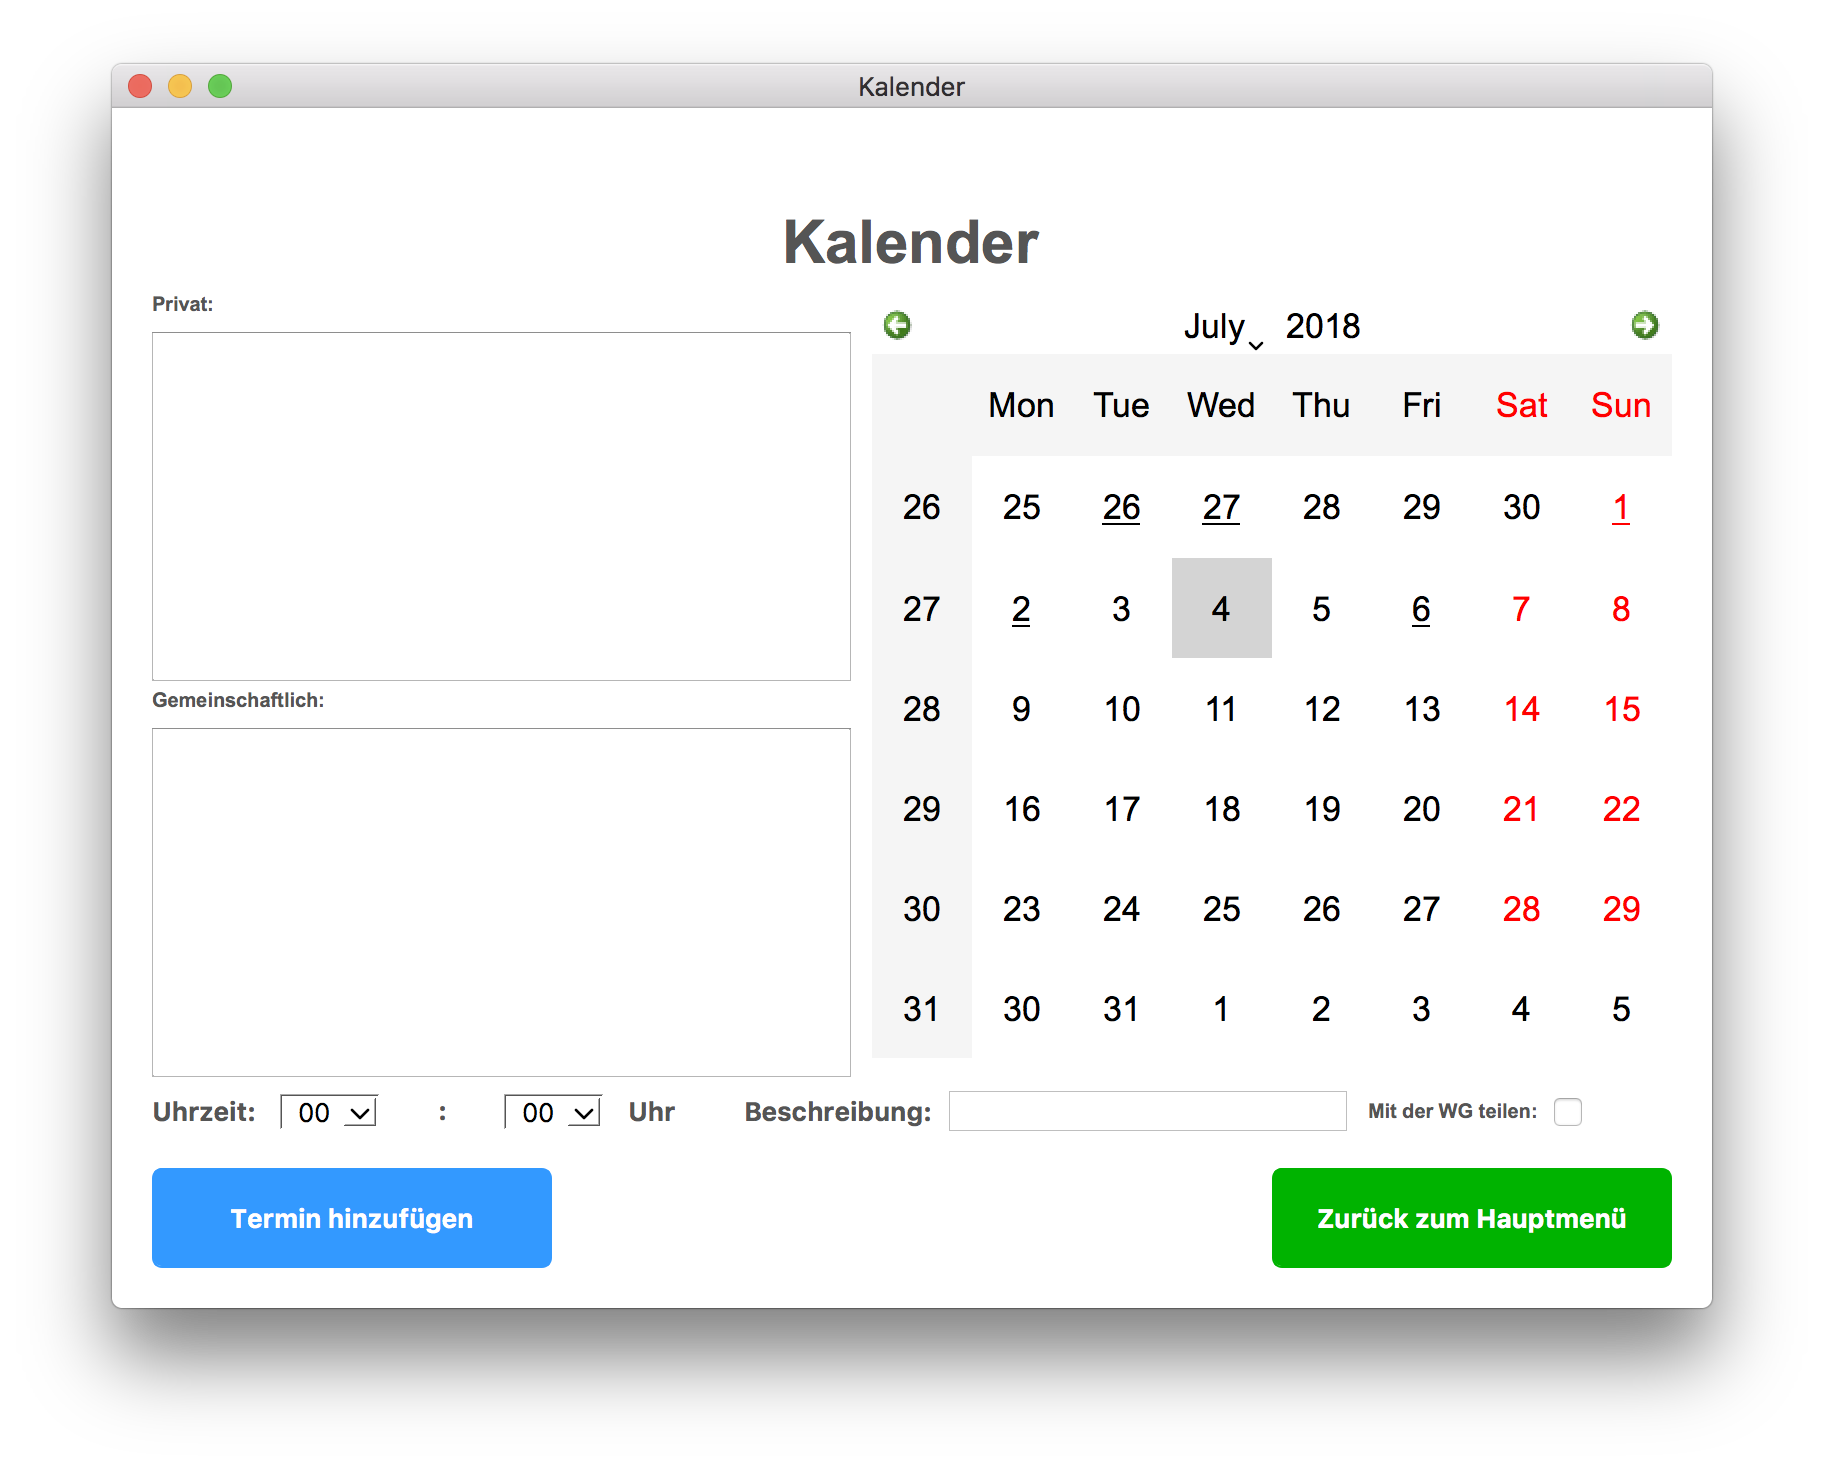 Kalender
Kalender
Privat:
Gemeinschaftlich:
July 2018
Mon Tue Wed Thu Fri Sat Sun
26 25 26 27 28 29 30 1
27 2 3 4 5 6 7 8
28 9 10 11 12 13 14 15
29 16 17 18 19 20 21 22
30 23 24 25 26 27 28 29
31 30 31 1 2 3 4 5
Uhrzeit: 00 : 00 Uhr Beschreibung: Mit der WG teilen:
Termin hinzufügen Zurück zum Hauptmenü